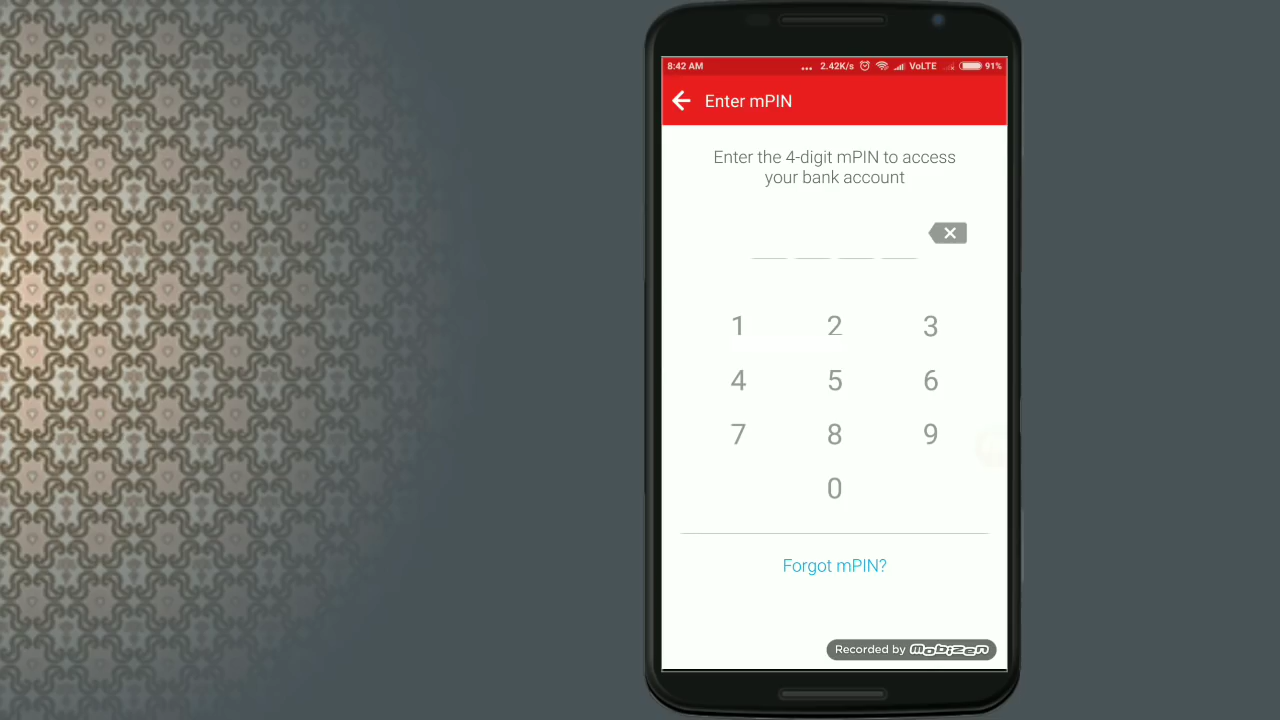 8:42 AM ... 2.42K/s VoLTE 91%
Enter mPIN
Enter the 4-digit mPIN to access
your bank account
1 2 3
4 5 6
7 8 9
0
Forgot mPIN?
Recorded by mobizen